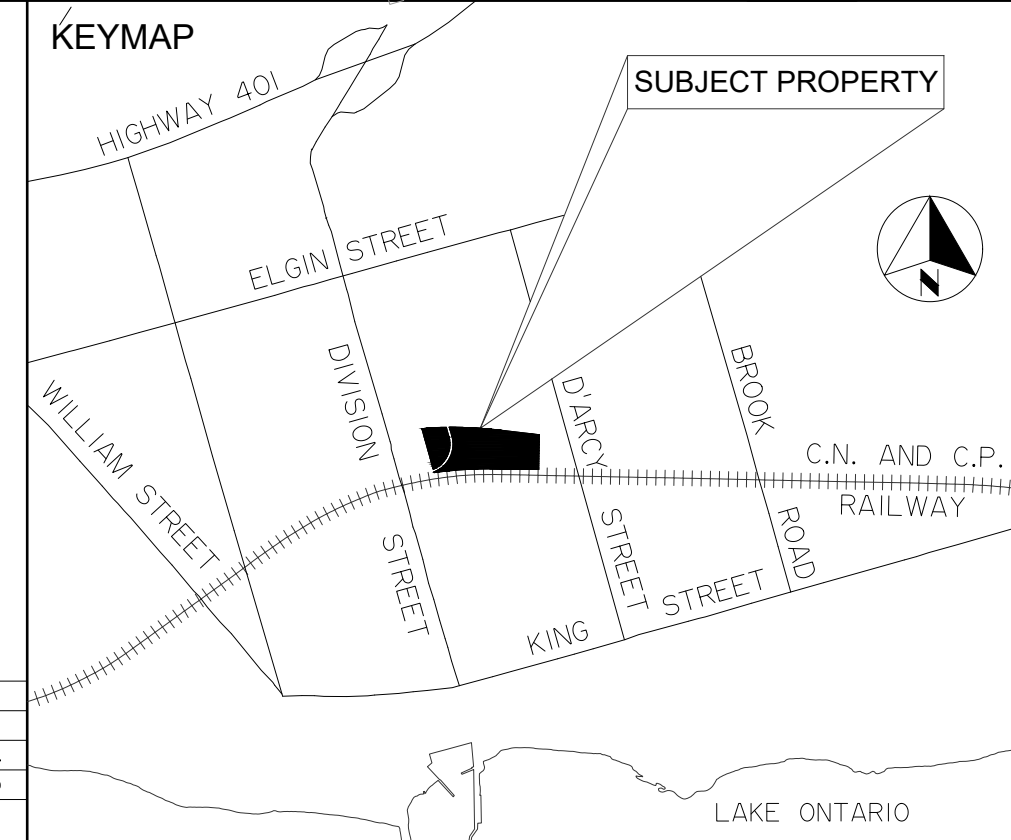 KEYMAP
SUBJECT PROPERTY
HIGHWAY 401
ELGIN STREET
N
WILLIAM STREET
DIVISION
STREET
D'ARCY
STREET
BROOK
ROAD
C.N. AND C.P.
RAILWAY
KING STREET
LAKE ONTARIO